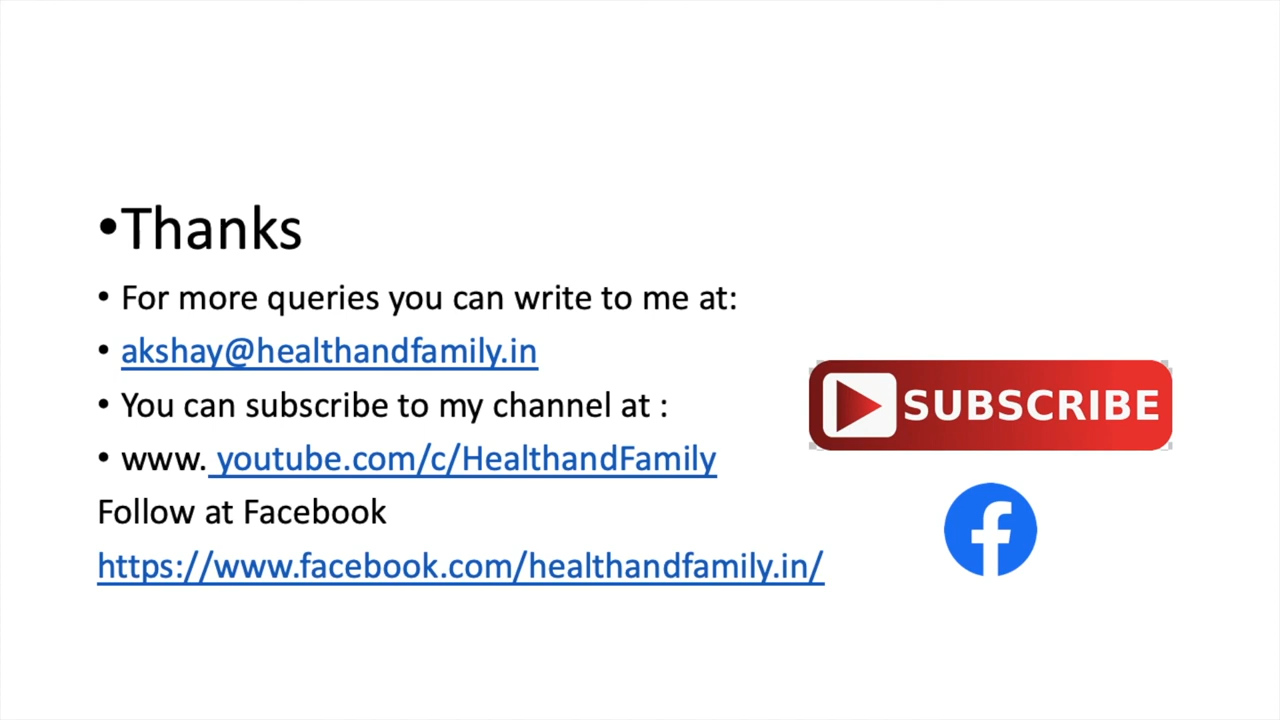 •Thanks
• For more queries you can write to me at:
• akshay@healthandfamily.in
• You can subscribe to my channel at :
• www. youtube.com/c/HealthandFamily
SUBSCRIBE
Follow at Facebook
https://www.facebook.com/healthandfamily.in/